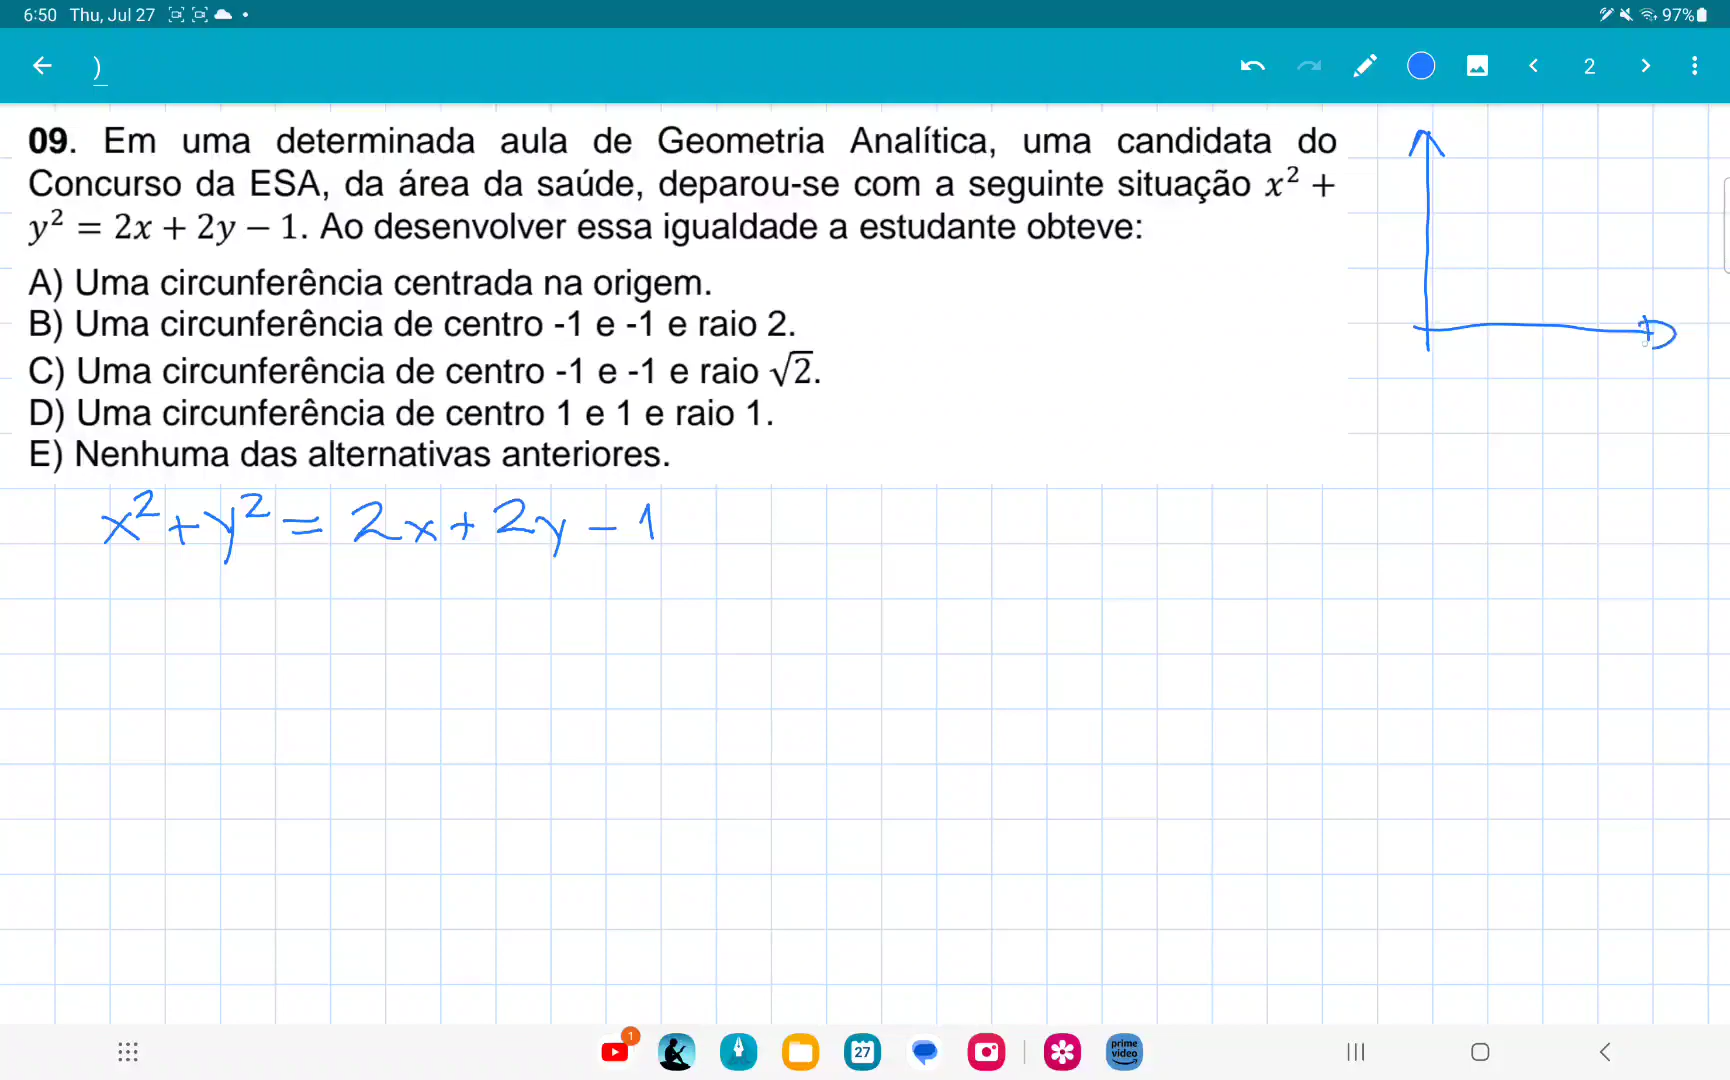 6:50 Thu, Jul 27 97%
) 2
09. Em uma determinada aula de Geometria Analítica, uma candidata do
Concurso da ESA, da área da saúde, deparou-se com a seguinte situação x² +
y² = 2x + 2y − 1. Ao desenvolver essa igualdade a estudante obteve:
A) Uma circunferência centrada na origem.
B) Uma circunferência de centro -1 e -1 e raio 2.
C) Uma circunferência de centro -1 e -1 e raio √2.
D) Uma circunferência de centro 1 e 1 e raio 1.
E) Nenhuma das alternativas anteriores.
x²+y² = 2x+2y−1
1
27
prime
video